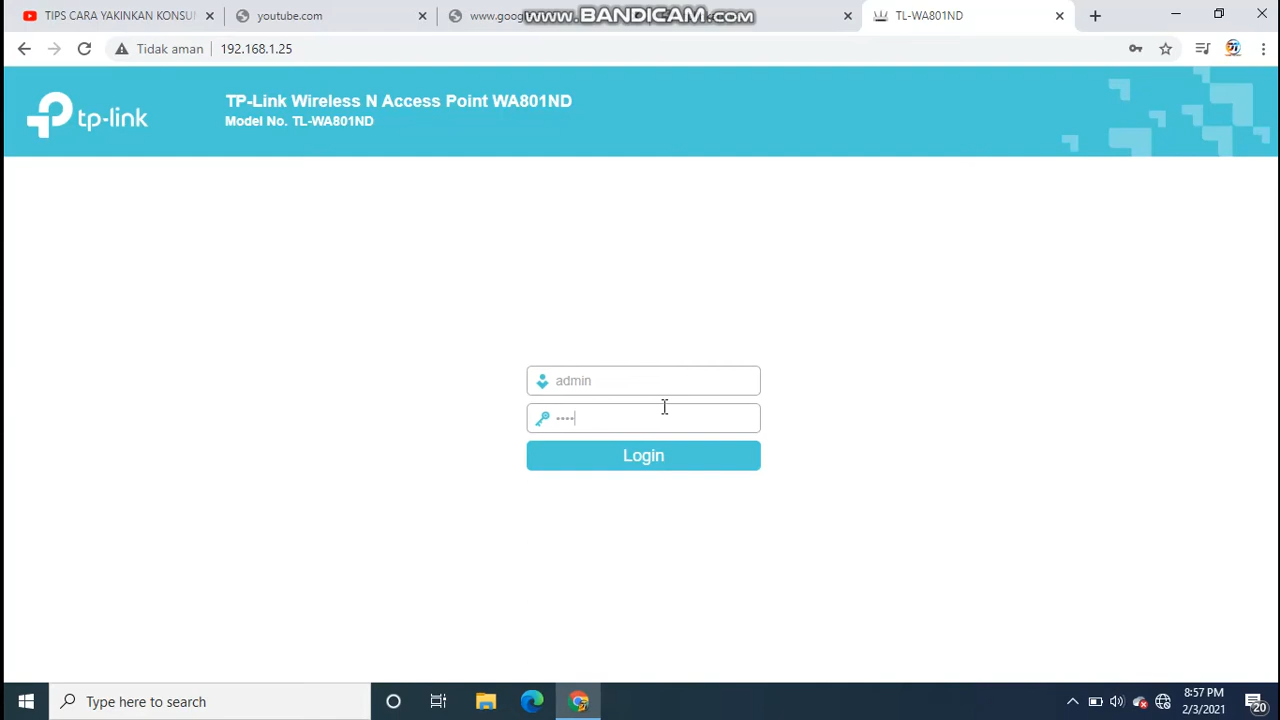 TIPS CARA YAKINKAN KONSU
youtube.com
www.goo
www.BANDICAM.com
TL-WA801ND
Tidak aman
192.168.1.25
tp-link
TP-Link Wireless N Access Point WA801ND
Model No. TL-WA801ND
admin
••••
Login
Type here to search
8:57 PM
2/3/2021
20